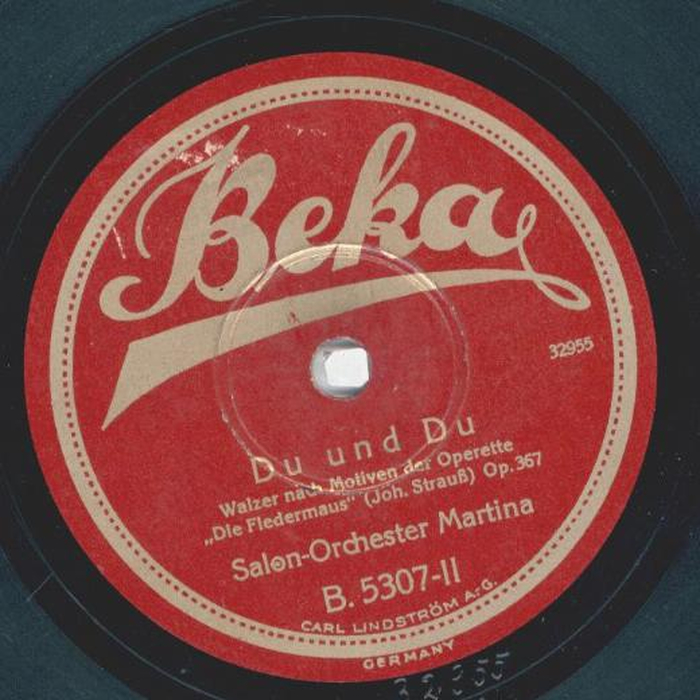 Beka
32955
Du und Du
Walzer nach Motiven der Operette
„Die Fledermaus" (Joh. Strauß) Op. 367
Salon-Orchester Martina
B. 5307-II
CARL LINDSTRÖM A.-G.
GERMANY
32955